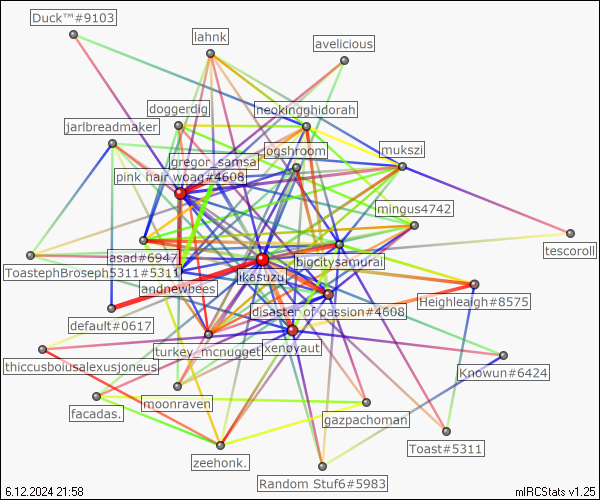 Duck™#9103
lahnk
avelicious
doggerdig
neokingghidorah
jarlbreadmaker
ogshroom
mukszi
gregor_samsa
pink hair woag#4608
mingus4742
tescoroll
asad#6947
bigcitysamurai
ToastephBroseph5311#5311
likasuzu
andnewbees
Heighleaigh#8575
disaster of passion#4608
default#0617
turkey_mcnugget
xenoyaut
thiccusboiusalexusjoneus
Knowun#6424
moonraven
facadas.
gazpachoman
Toast#5311
zeehonk.
Random Stuf6#5983
6.12.2024 21:58
mIRCStats v1.25